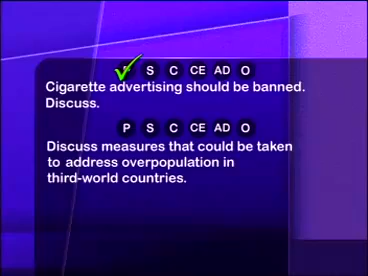 P S C CE AD O
Cigarette advertising should be banned.
Discuss.
P S C CE AD O
Discuss measures that could be taken
to address overpopulation in
third-world countries.